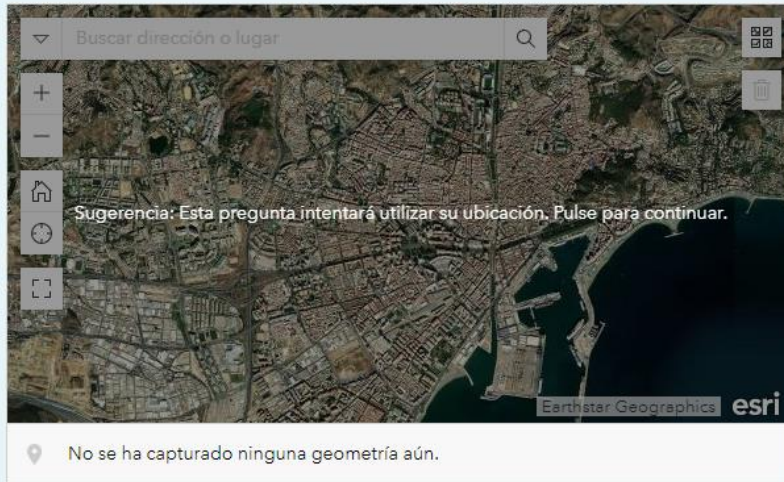 Buscar dirección o lugar
Sugerencia: Esta pregunta intentará utilizar su ubicación. Pulse para continuar.
Earthstar Geographics
esri
No se ha capturado ninguna geometría aún.